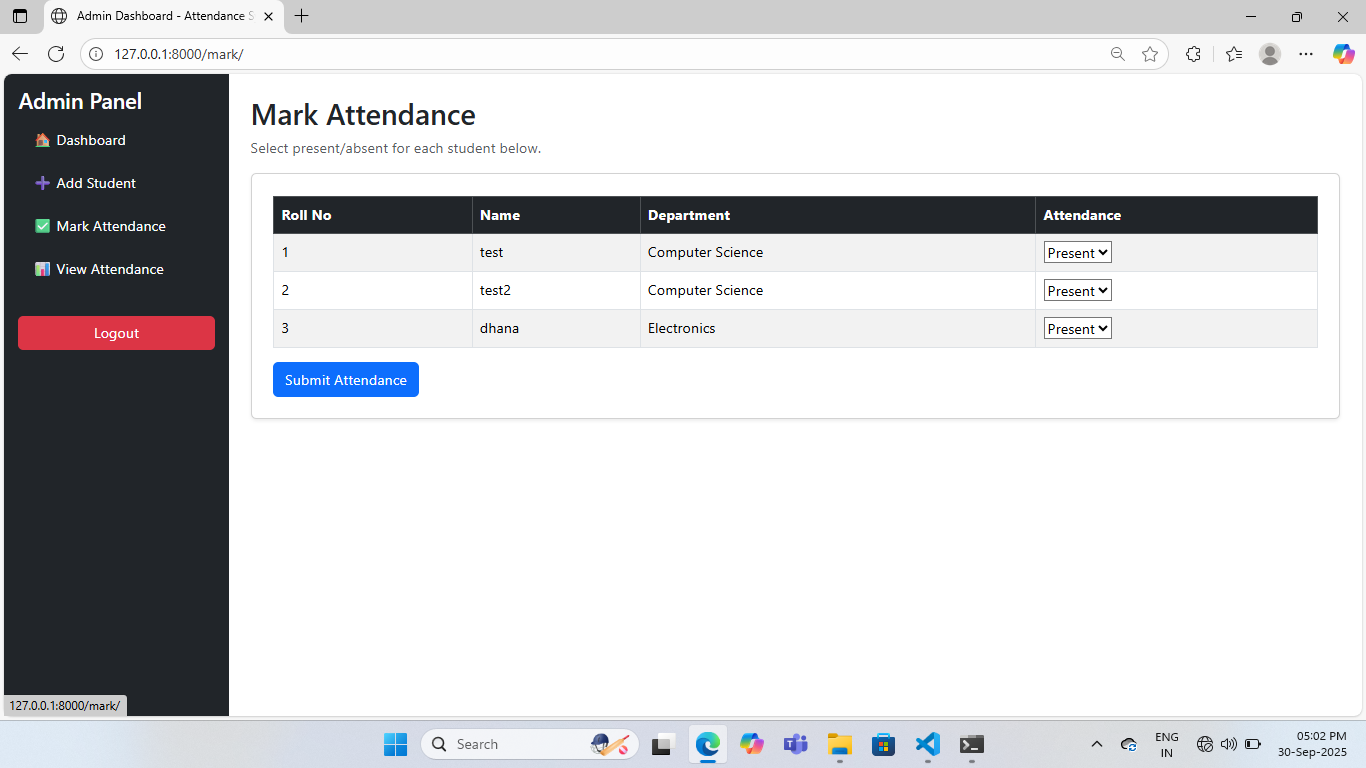 Admin Dashboard - Attendance S
127.0.0.1:8000/mark/
Admin Panel
Dashboard
Add Student
Mark Attendance
View Attendance
Logout
Mark Attendance
Select present/absent for each student below.
Roll No Name Department Attendance
1 test Computer Science Present
2 test2 Computer Science Present
3 dhana Electronics Present
Submit Attendance
127.0.0.1:8000/mark/
Search
ENG
IN
05:02 PM
30-Sep-2025